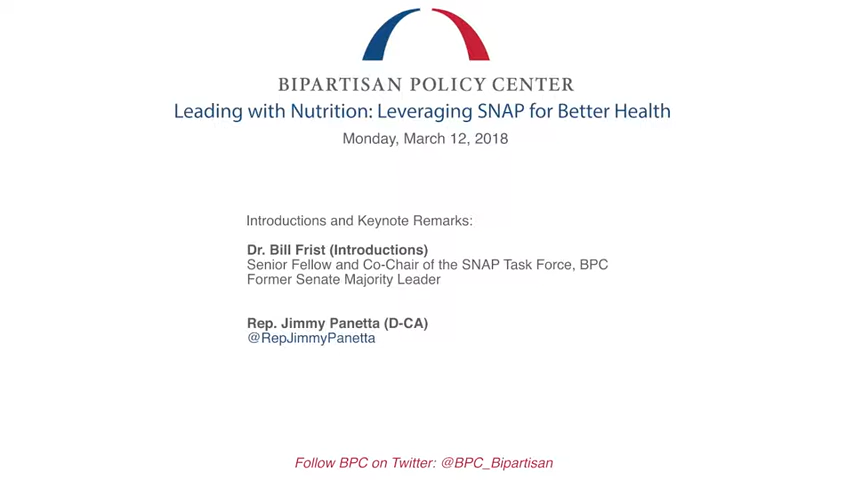 BIPARTISAN POLICY CENTER
Leading with Nutrition: Leveraging SNAP for Better Health
Monday, March 12, 2018
Introductions and Keynote Remarks:
Dr. Bill Frist (Introductions)
Senior Fellow and Co-Chair of the SNAP Task Force, BPC
Former Senate Majority Leader
Rep. Jimmy Panetta (D-CA)
@RepJimmyPanetta
Follow BPC on Twitter: @BPC_Bipartisan